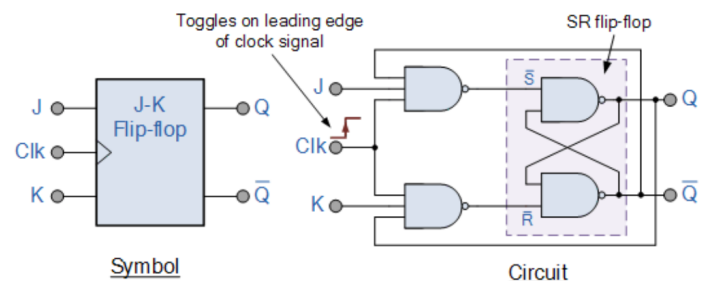 Toggles on leading edge
of clock signal
SR flip-flop
J
Clk
K
J-K
Flip-flop
Q
Q̅
Symbol
J
Clk
K
S̅
R̅
Q
Q̅
Circuit